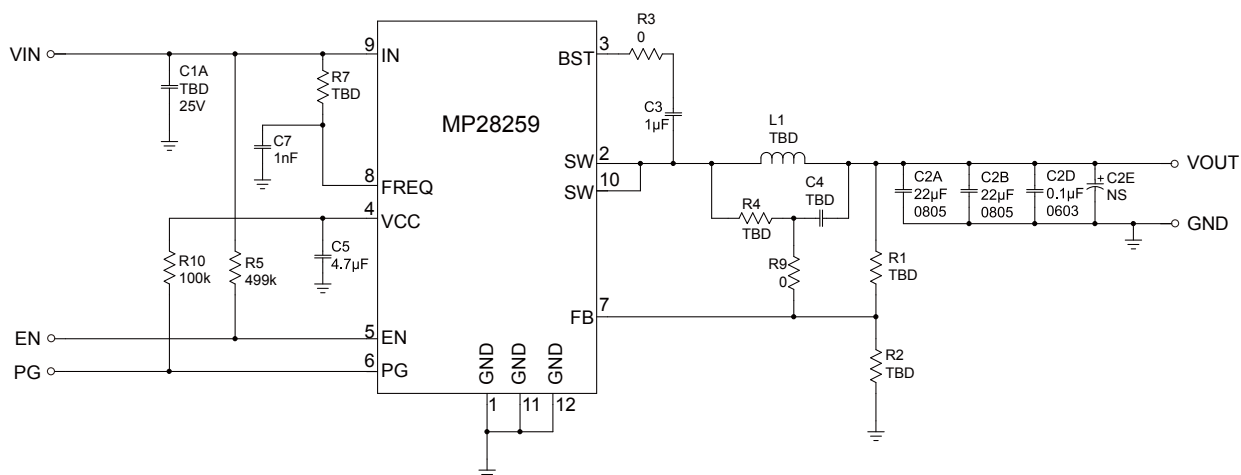 VIN
C1A
TBD
25V
R7
TBD
C7
1nF
9
IN
8
FREQ
4
VCC
C5
4.7µF
R10
100k
R5
499k
EN
5
EN
PG
6
PG
MP28259
GND
GND
GND
1
11
12
3
BST
R3
0
C3
1µF
SW
2
SW
10
L1
TBD
R4
TBD
C4
TBD
R9
0
FB
7
R1
TBD
R2
TBD
C2A
22µF
0805
C2B
22µF
0805
C2D
0.1µF
0603
+
C2E
NS
VOUT
GND